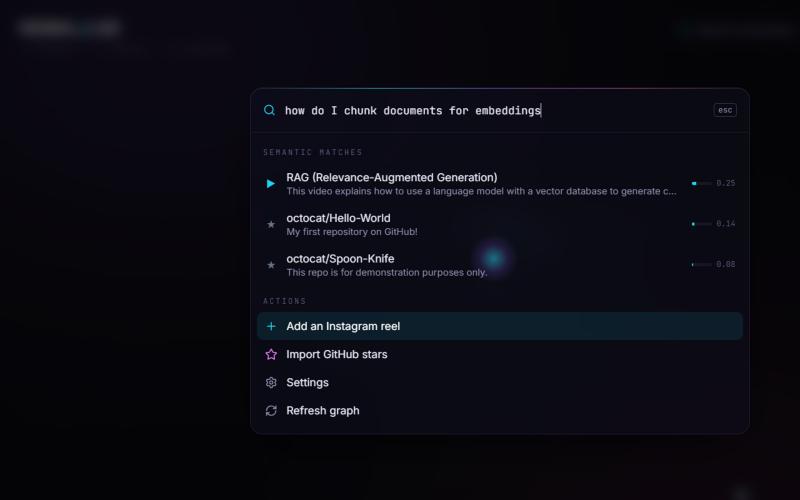 how do I chunk documents for embeddings
esc
SEMANTIC MATCHES
RAG (Relevance-Augmented Generation)
This video explains how to use a language model with a vector database to generate c...
0.25
octocat/Hello-World
My first repository on GitHub!
0.14
octocat/Spoon-Knife
This repo is for demonstration purposes only.
0.08
ACTIONS
Add an Instagram reel
Import GitHub stars
Settings
Refresh graph